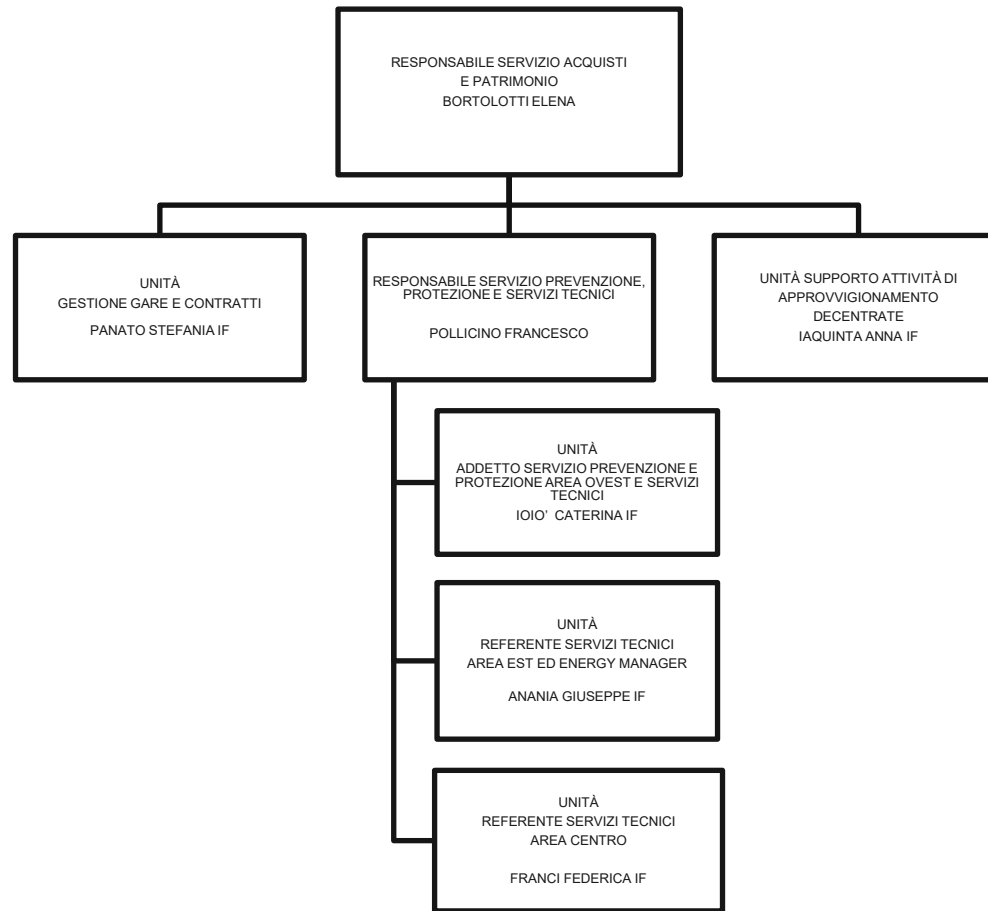 RESPONSABILE SERVIZIO ACQUISTI
E PATRIMONIO
BORTOLOTTI ELENA
UNITÀ
GESTIONE GARE E CONTRATTI
PANATO STEFANIA IF
RESPONSABILE SERVIZIO PREVENZIONE,
PROTEZIONE E SERVIZI TECNICI
POLLICINO FRANCESCO
UNITÀ SUPPORTO ATTIVITÀ DI
APPROVVIGIONAMENTO
DECENTRATE
IAQUINTA ANNA IF
UNITÀ
ADDETTO SERVIZIO PREVENZIONE E
PROTEZIONE AREA OVEST E SERVIZI
TECNICI
IOIO' CATERINA IF
UNITÀ
REFERENTE SERVIZI TECNICI
AREA EST ED ENERGY MANAGER
ANANIA GIUSEPPE IF
UNITÀ
REFERENTE SERVIZI TECNICI
AREA CENTRO
FRANCI FEDERICA IF